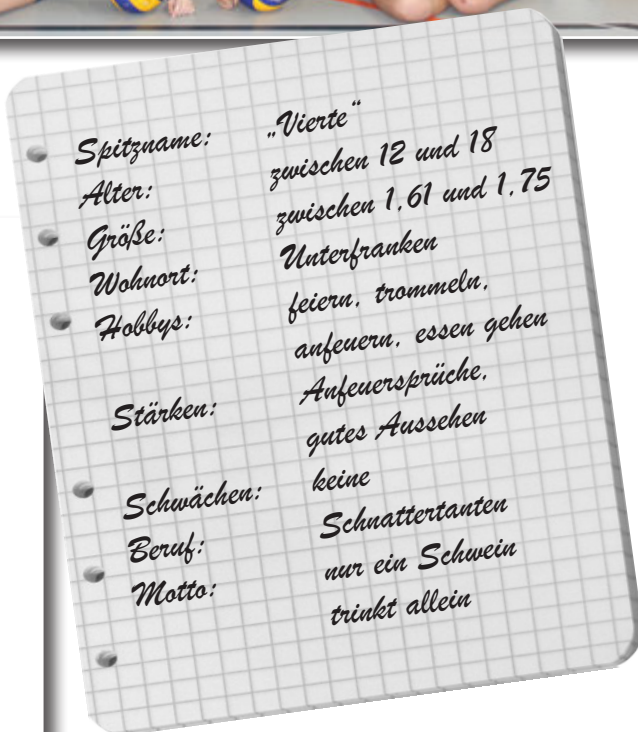 Spitzname: „Vierte“
Alter: zwischen 12 und 18
Größe: zwischen 1,61 und 1,75
Wohnort: Unterfranken
Hobbys: feiern, trommeln,
anfeuern, essen gehen
Stärken: Anfeuersprüche,
gutes Aussehen
Schwächen: keine
Beruf: Schnattertanten
Motto: nur ein Schwein
trinkt allein